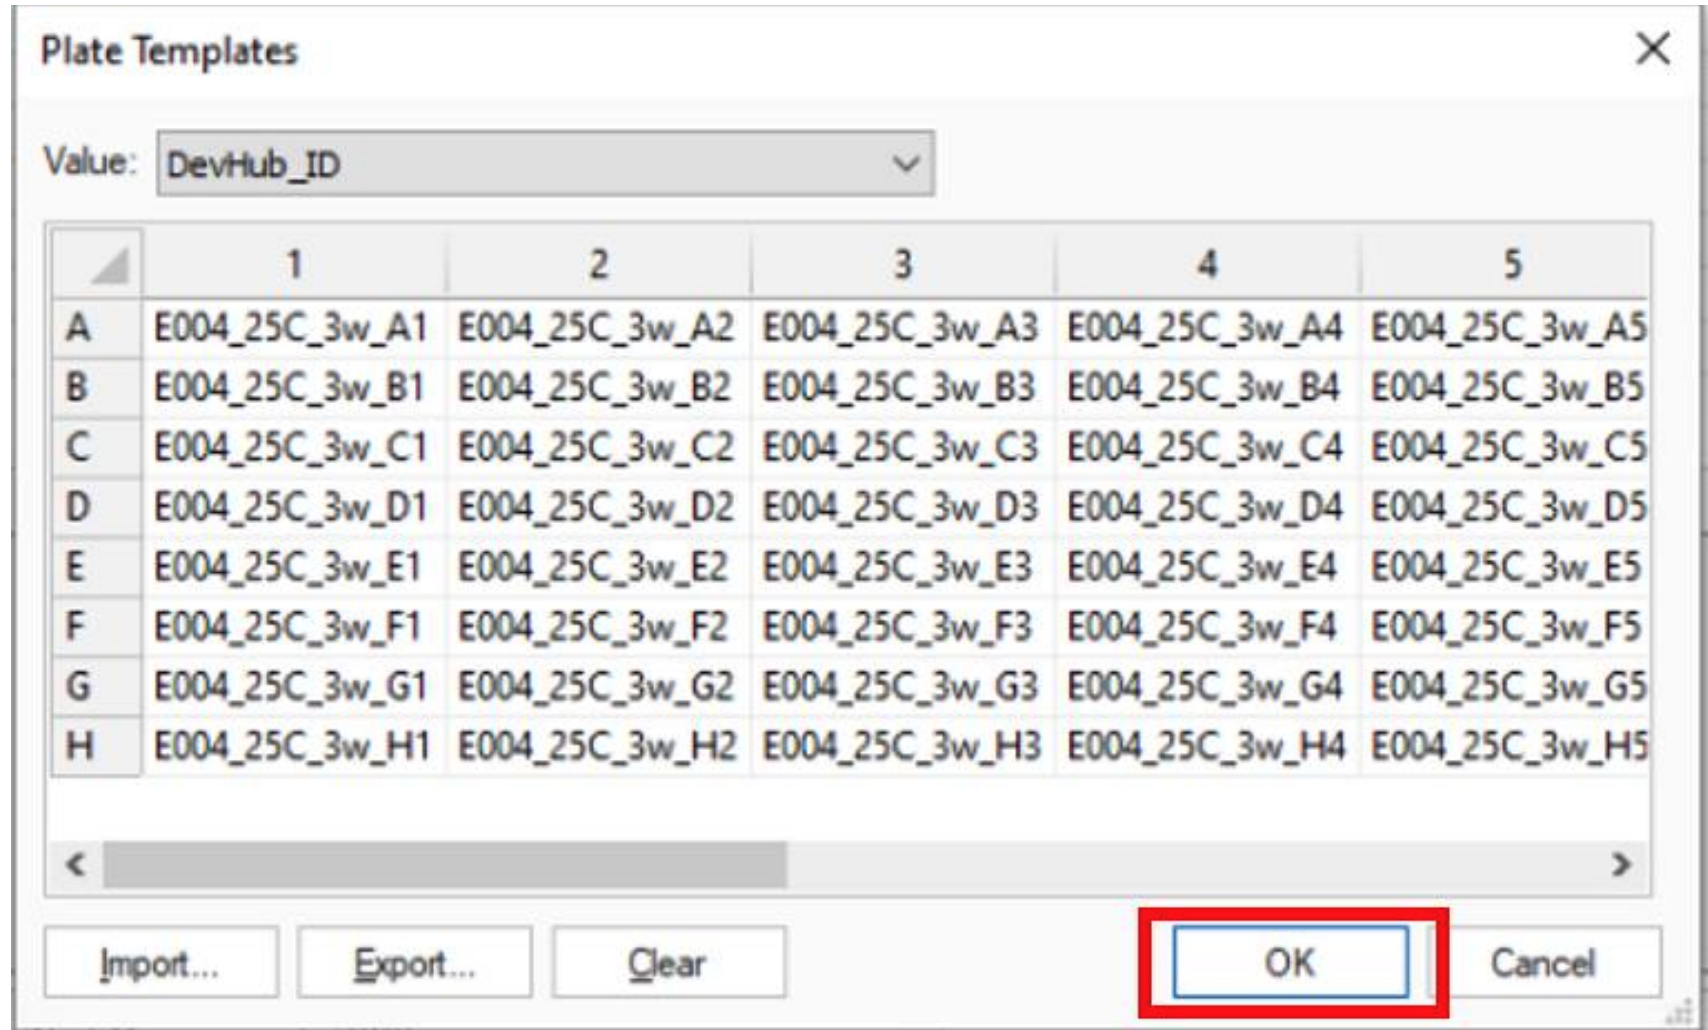 Plate Templates
Value: DevHub_ID
1 2 3 4 5
A E004_25C_3w_A1 E004_25C_3w_A2 E004_25C_3w_A3 E004_25C_3w_A4 E004_25C_3w_A5
B E004_25C_3w_B1 E004_25C_3w_B2 E004_25C_3w_B3 E004_25C_3w_B4 E004_25C_3w_B5
C E004_25C_3w_C1 E004_25C_3w_C2 E004_25C_3w_C3 E004_25C_3w_C4 E004_25C_3w_C5
D E004_25C_3w_D1 E004_25C_3w_D2 E004_25C_3w_D3 E004_25C_3w_D4 E004_25C_3w_D5
E E004_25C_3w_E1 E004_25C_3w_E2 E004_25C_3w_E3 E004_25C_3w_E4 E004_25C_3w_E5
F E004_25C_3w_F1 E004_25C_3w_F2 E004_25C_3w_F3 E004_25C_3w_F4 E004_25C_3w_F5
G E004_25C_3w_G1 E004_25C_3w_G2 E004_25C_3w_G3 E004_25C_3w_G4 E004_25C_3w_G5
H E004_25C_3w_H1 E004_25C_3w_H2 E004_25C_3w_H3 E004_25C_3w_H4 E004_25C_3w_H5
Import... Export... Clear OK Cancel